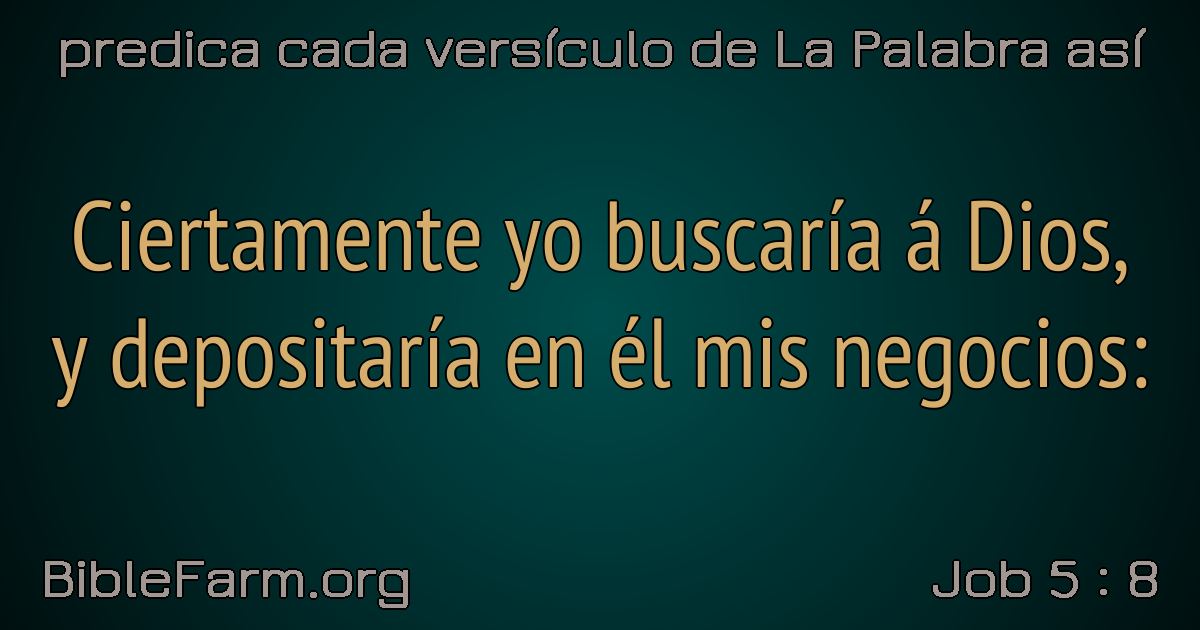 predica cada versículo de La Palabra así
Ciertamente yo buscaría á Dios,
y depositaría en él mis negocios:
BibleFarm.org
Job 5 : 8